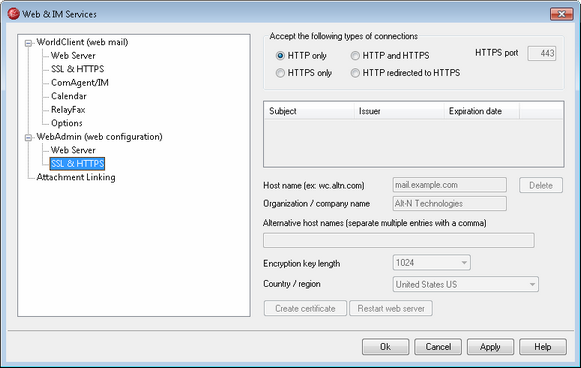 Web & IM Services
WorldClient (web mail)
Web Server
SSL & HTTPS
ComAgent/IM
Calendar
RelayFax
Options
WebAdmin (web configuration)
Web Server
SSL & HTTPS
Attachment Linking
Accept the following types of connections
HTTP only
HTTP and HTTPS
HTTPS port
443
HTTPS only
HTTP redirected to HTTPS
Subject
Issuer
Expiration date
Host name (ex: wc.altn.com)
mail.example.com
Delete
Organization / company name
Alt-N Technologies
Alternative host names (separate multiple entries with a comma)
Encryption key length
1024
Country / region
United States US
Create certificate
Restart web server
Ok
Cancel
Apply
Help